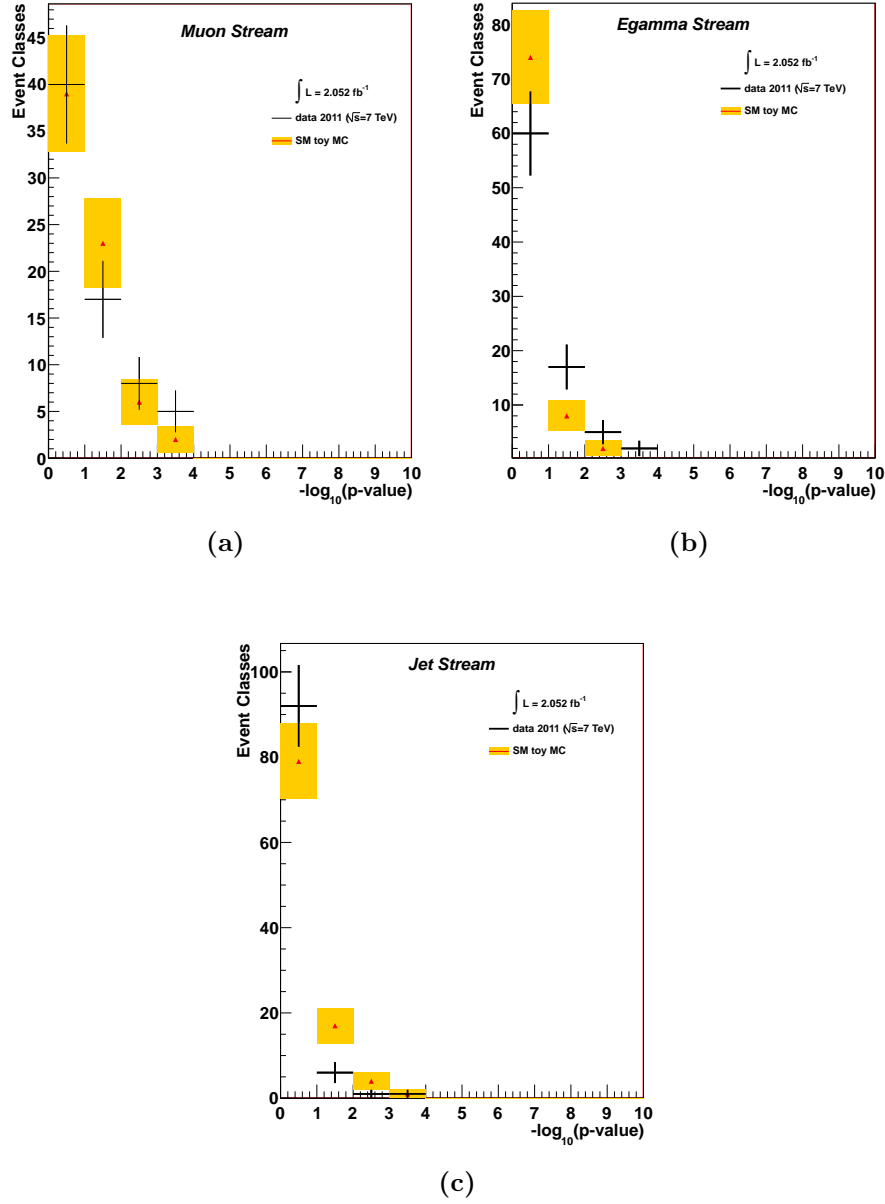 Muon Stream
Event Classes
45
40
35
30
25
20
15
10
5
0
∫ L = 2.052 fb⁻¹
data 2011 (√s=7 TeV)
SM toy MC
0 1 2 3 4 5 6 7 8 9 10
-log₁₀(p-value)
(a)
Egamma Stream
Event Classes
80
70
60
50
40
30
20
10
∫ L = 2.052 fb⁻¹
data 2011 (√s=7 TeV)
SM toy MC
0 1 2 3 4 5 6 7 8 9 10
-log₁₀(p-value)
(b)
Jet Stream
Event Classes
100
80
60
40
20
0
∫ L = 2.052 fb⁻¹
data 2011 (√s=7 TeV)
SM toy MC
0 1 2 3 4 5 6 7 8 9 10
-log₁₀(p-value)
(c)